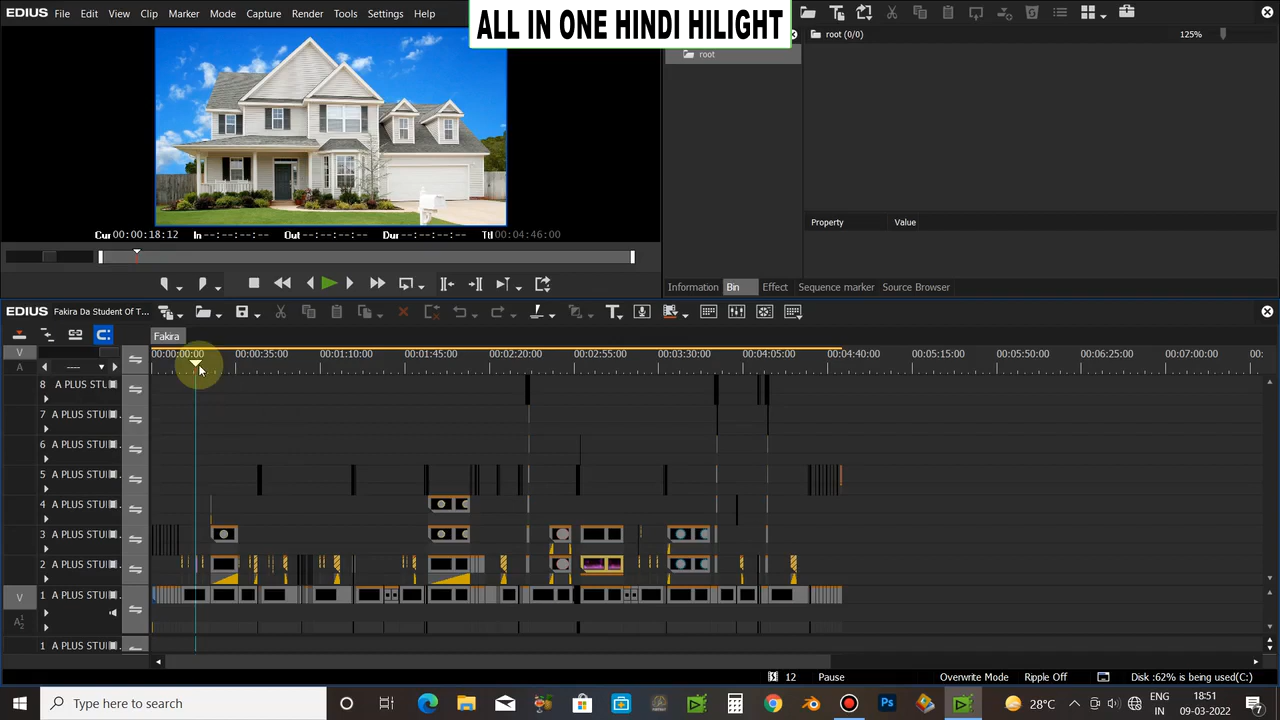 EDIUS File Edit View Clip Marker Mode Capture Render Tools Settings Help
ALL IN ONE HINDI HILIGHT
root (0/0) 125%
root
Property Value
Cur 00:00:18:12 In --:--:--:-- Out --:--:--:-- Dur --:--:--:-- Ttl 00:04:46:00
Information Bin Effect Sequence marker Source Browser
EDIUS Fakira Da Student Of T...
Fakira
V
A
00:00:00:00 00:00:35:00 00:01:10:00 00:01:45:00 00:02:20:00 00:02:55:00 00:03:30:00 00:04:05:00 00:04:40:00 00:05:15:00 00:05:50:00 00:06:25:00 00:07:00:00 00:
----
8 A PLUS STU
7 A PLUS STU
6 A PLUS STU
5 A PLUS STU
4 A PLUS STU
3 A PLUS STU
2 A PLUS STU
V 1 A PLUS STU
1 A PLUS STU
12 Pause Overwrite Mode Ripple Off Disk :62% is being used(C:)
Type here to search
Ps
28°C
ENG
IN
18:51
09-03-2022